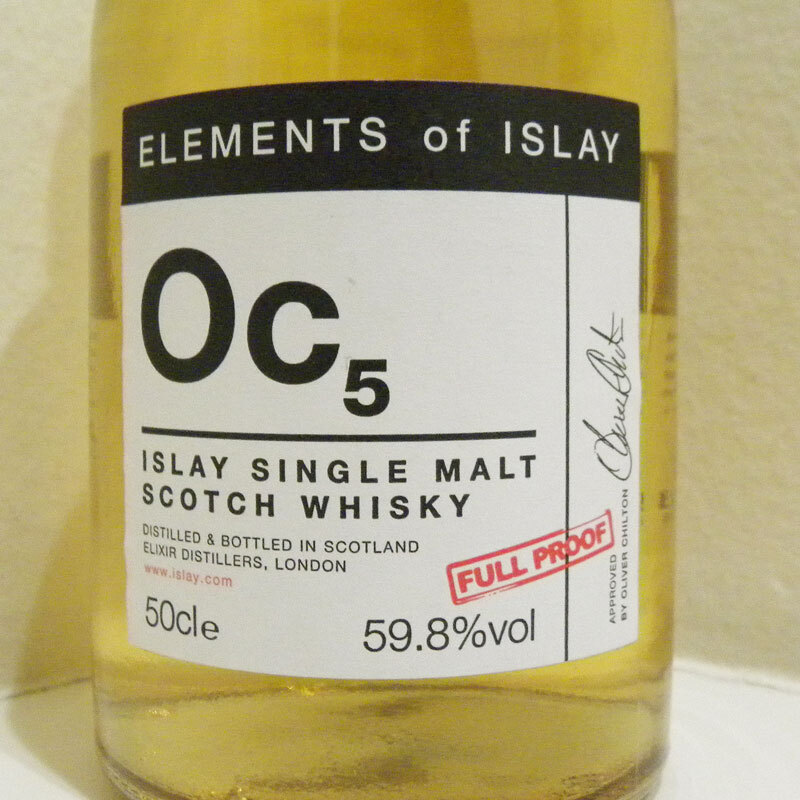 ELEMENTS of ISLAY
Oc5
ISLAY SINGLE MALT
SCOTCH WHISKY
DISTILLED & BOTTLED IN SCOTLAND
ELIXIR DISTILLERS, LONDON
www.islay.com
FULL PROOF
50cle
59.8%vol
APPROVED
BY OLIVER CHILTON